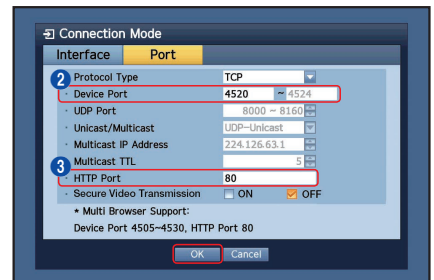 Connection Mode
Interface Port
2 Protocol Type TCP
· Device Port 4520 ~ 4524
· UDP Port 8000 ~ 8160
· Unicast/Multicast UDP-Unicast
· Multicast IP Address 224.126.63.1
· Multicast TTL 5
3 · HTTP Port 80
· Secure Video Transmission ON OFF
* Multi Browser Support:
Device Port 4505~4530, HTTP Port 80
OK Cancel